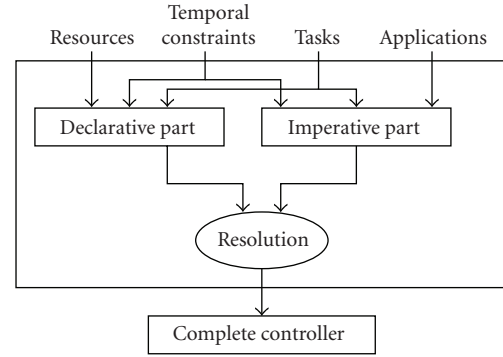 Resources
Temporal
constraints
Tasks
Applications
Declarative part
Imperative part
Resolution
Complete controller